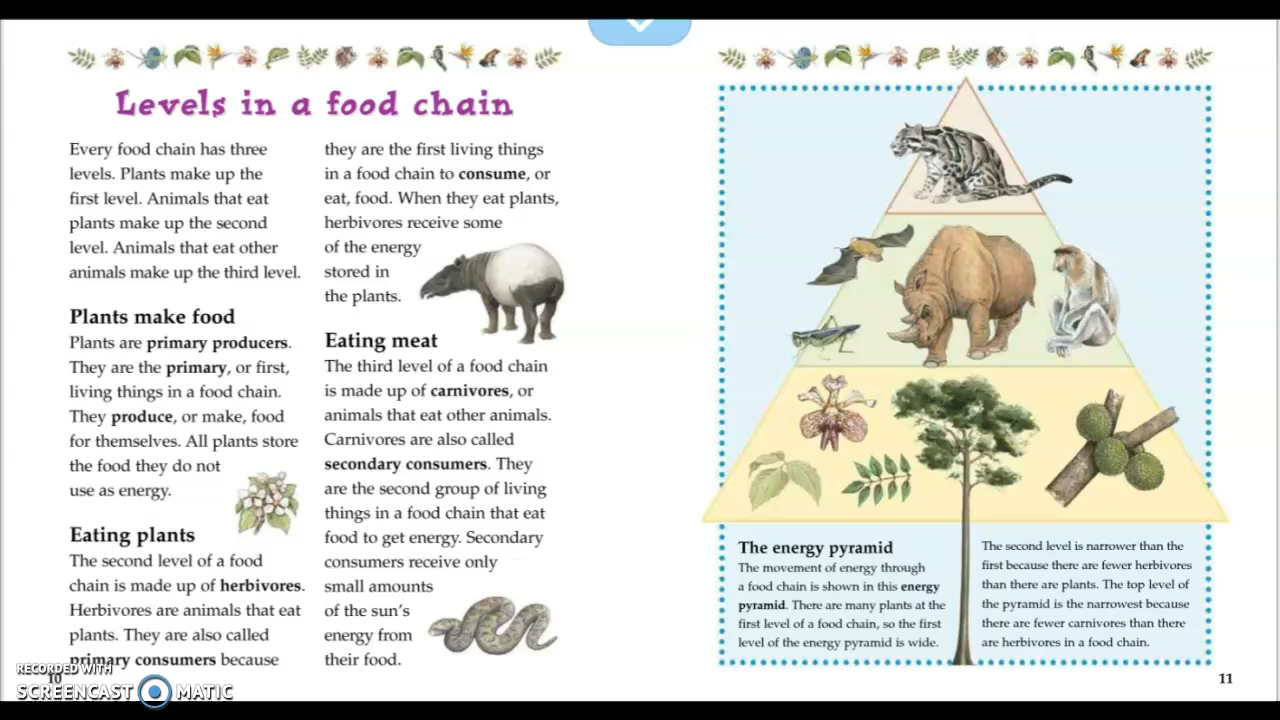 Levels in a food chain
Every food chain has three
levels. Plants make up the
first level. Animals that eat
plants make up the second
level. Animals that eat other
animals make up the third level.
Plants make food
Plants are primary producers.
They are the primary, or first,
living things in a food chain.
They produce, or make, food
for themselves. All plants store
the food they do not
use as energy.
Eating plants
The second level of a food
chain is made up of herbivores.
Herbivores are animals that eat
plants. They are also called
primary consumers because
they are the first living things
in a food chain to consume, or
eat, food. When they eat plants,
herbivores receive some
of the energy
stored in
the plants.
Eating meat
The third level of a food chain
is made up of carnivores, or
animals that eat other animals.
Carnivores are also called
secondary consumers. They
are the second group of living
things in a food chain that eat
food to get energy. Secondary
consumers receive only
small amounts
of the sun's
energy from
their food.
10
The energy pyramid
The movement of energy through
a food chain is shown in this energy
pyramid. There are many plants at the
first level of a food chain, so the first
level of the energy pyramid is wide.
The second level is narrower than the
first because there are fewer herbivores
than there are plants. The top level of
the pyramid is the narrowest because
there are fewer carnivores than there
are herbivores in a food chain.
11
RECORDED WITH
SCREENCAST MATIC